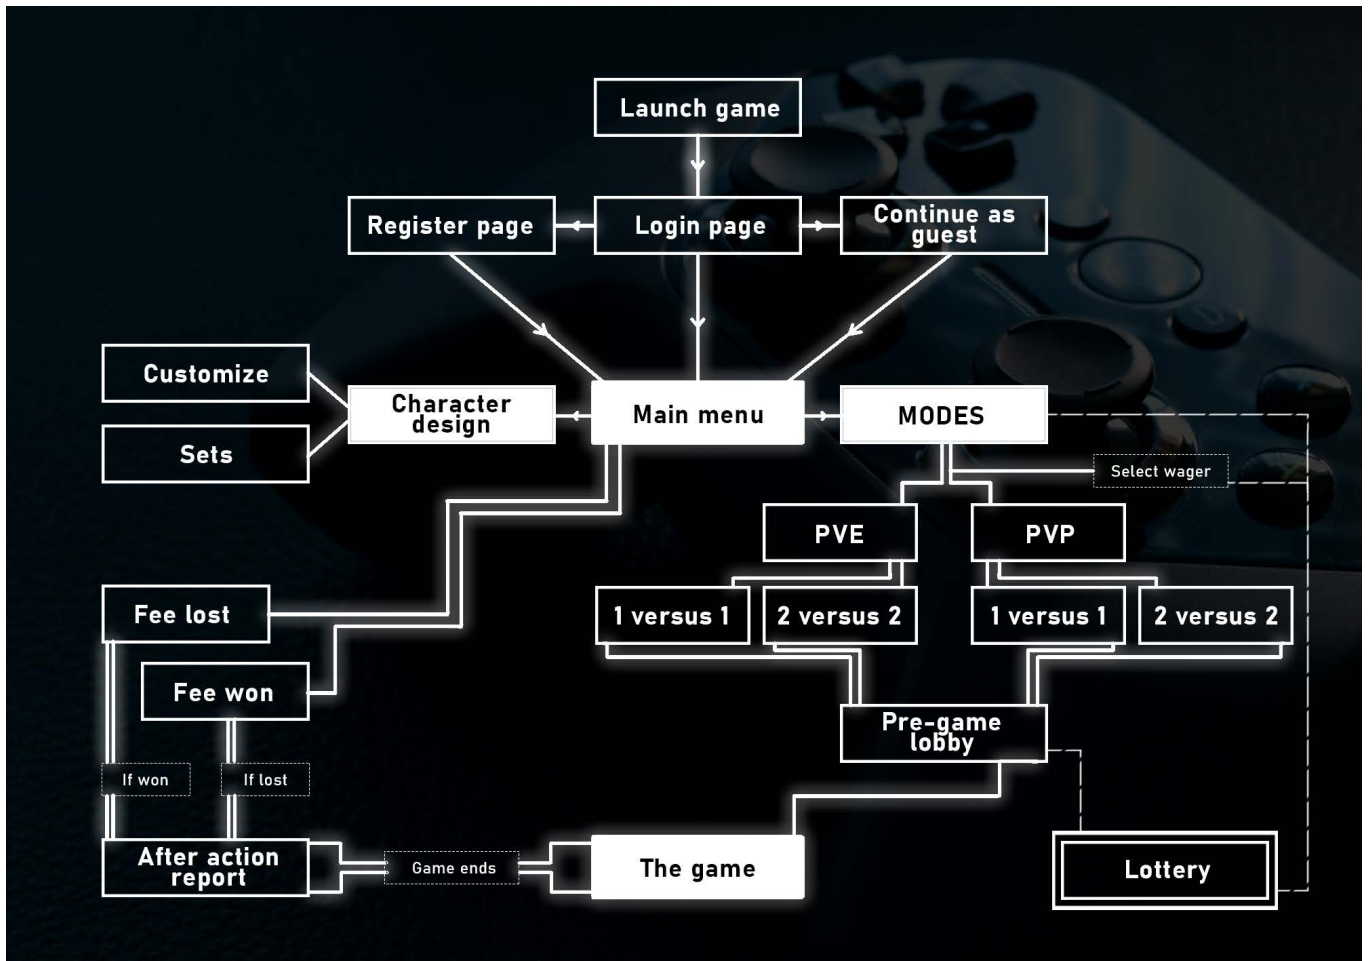 Launch game
Register page
Login page
Continue as
guest
Customize
Character
design
Main menu
MODES
Sets
Select wager
PVE
PVP
Fee lost
1 versus 1
2 versus 2
1 versus 1
2 versus 2
Fee won
Pre-game
lobby
If won
If lost
After action
report
Game ends
The game
Lottery